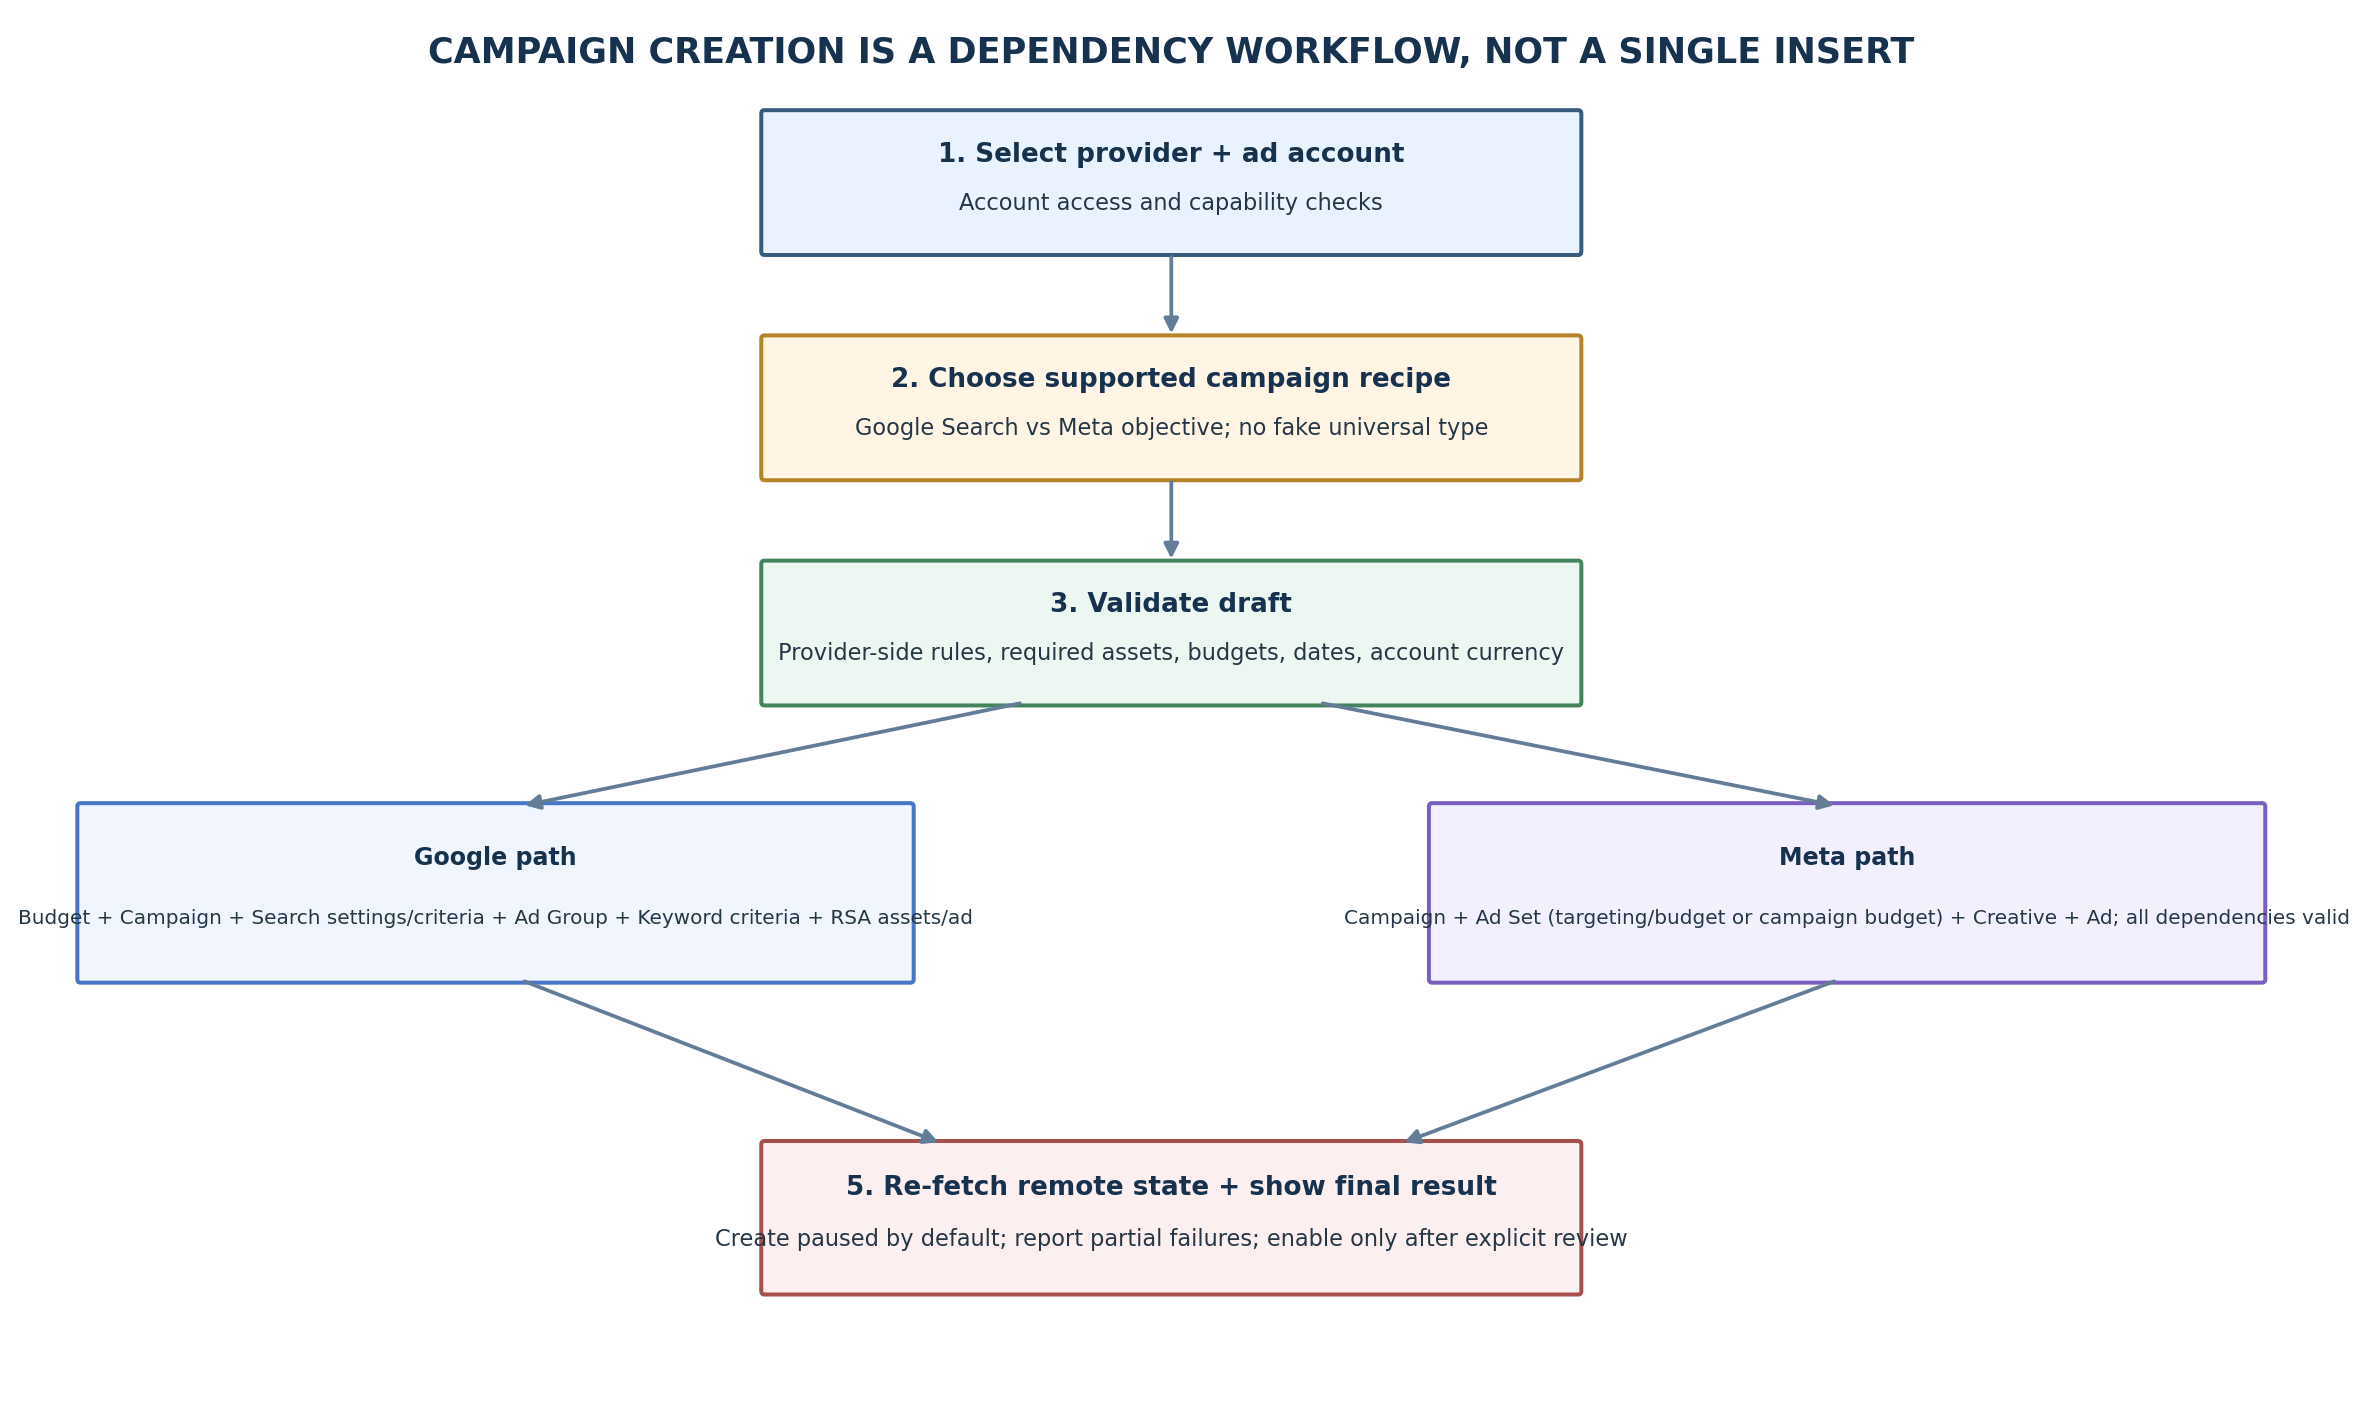 CAMPAIGN CREATION IS A DEPENDENCY WORKFLOW, NOT A SINGLE INSERT
1. Select provider + ad account
Account access and capability checks
2. Choose supported campaign recipe
Google Search vs Meta objective; no fake universal type
3. Validate draft
Provider-side rules, required assets, budgets, dates, account currency
Google path
Budget + Campaign + Search settings/criteria + Ad Group + Keyword criteria + RSA assets/ad
Meta path
Campaign + Ad Set (targeting/budget or campaign budget) + Creative + Ad; all dependencies valid
5. Re-fetch remote state + show final result
Create paused by default; report partial failures; enable only after explicit review